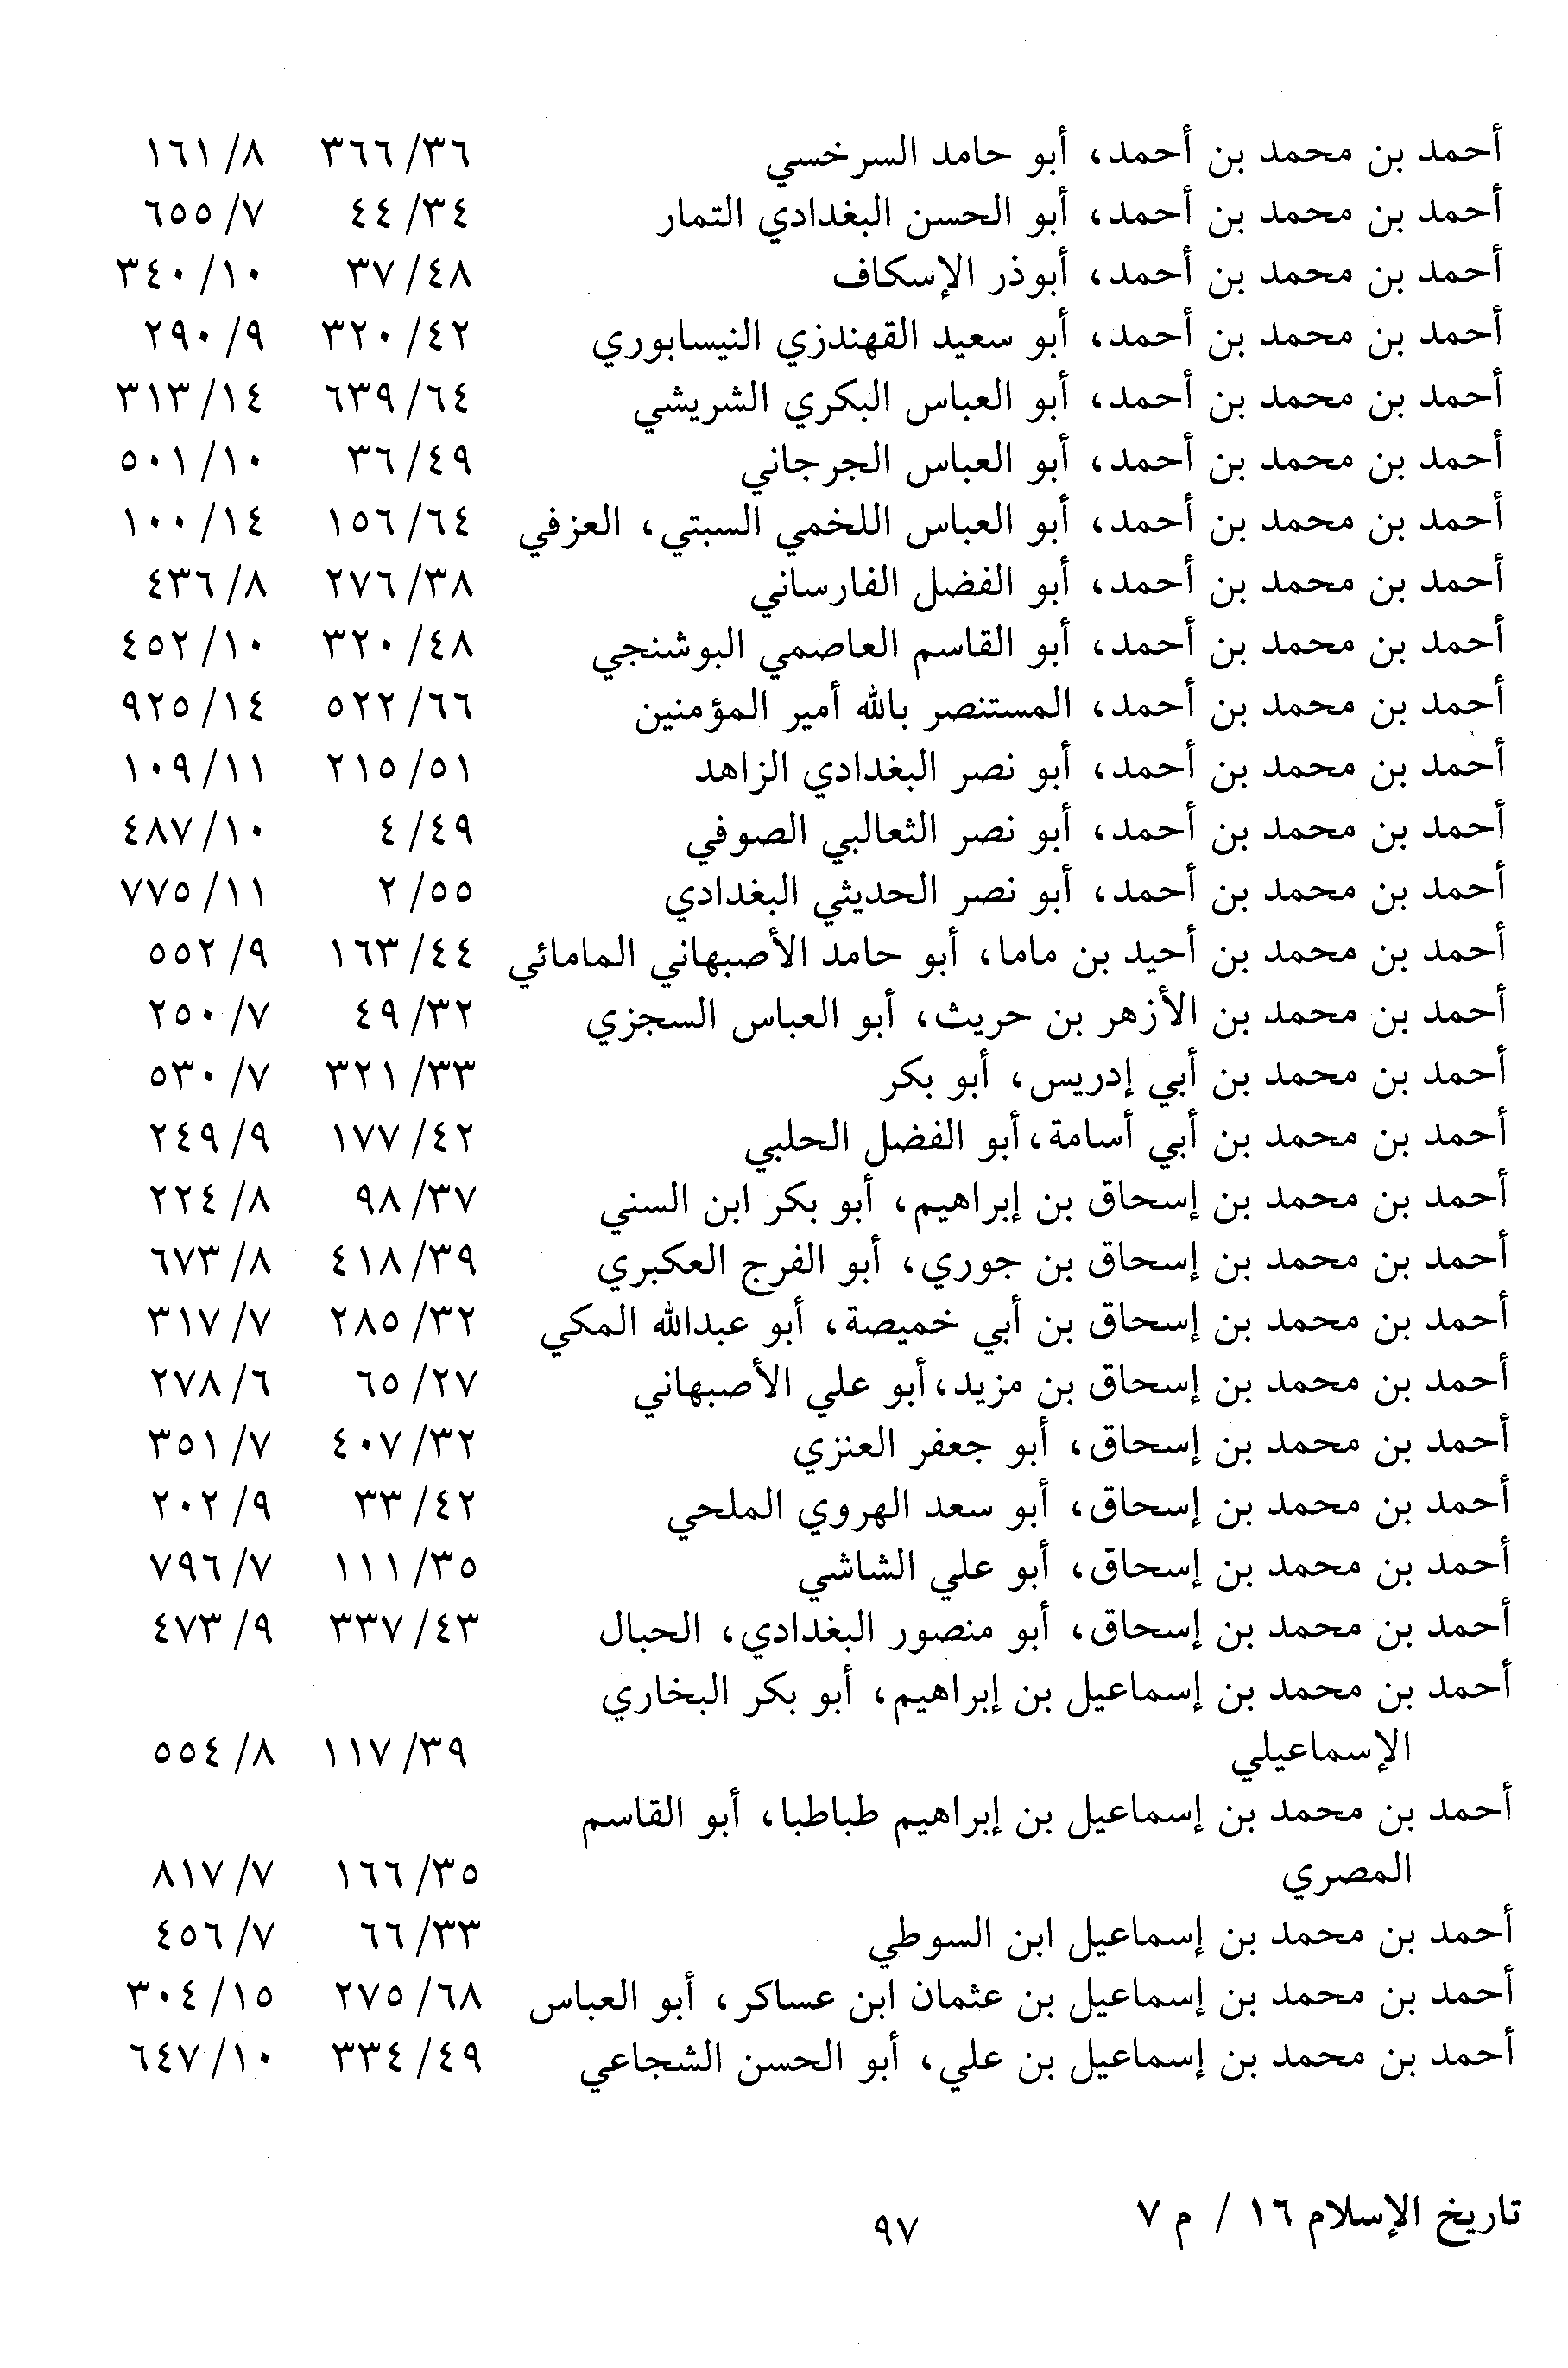 أحمد بن محمد بن أحمد، أبو حامد السرخسي ٣٦/ ٣٦٦ ٨/ ١٦١
أحمد بن محمد بن أحمد، أبو الحسن البغدادي التمار ٣٤/ ٤٤ ٧/ ٦٥٥
أحمد بن محمد بن أحمد، أبوذر الإسكاف ٤٨/ ٣٧ ١٠/ ٣٤٠
أحمد بن محمد بن أحمد، أبو سعيد القهندزي النيسابوري ٤٢/ ٣٢٠ ٩/ ٢٩٠
أحمد بن محمد بن أحمد، أبو العباس البكري الشريشي ٦٤/ ٦٣٩ ١٤/ ٣١٣
أحمد بن محمد بن أحمد، أبو العباس الجرجاني ٤٩/ ٣٦ ١٠/ ٥٠١
أحمد بن محمد بن أحمد، أبو العباس اللخمي السبتي، العزفي ٦٤/ ١٥٦ ١٤/ ١٠٠
أحمد بن محمد بن أحمد، أبو الفضل الفارساني ٣٨/ ٢٧٦ ٨/ ٤٣٦
أحمد بن محمد بن أحمد، أبو القاسم العاصمي البوشنجي ٤٨/ ٣٢٠ ١٠/ ٤٥٢
أحمد بن محمد بن أحمد، المستنصر بالله أمير المؤمنين ٦٦/ ٥٢٢ ١٤/ ٩٢٥
أحمد بن محمد بن أحمد، أبو نصر البغدادي الزاهد ٥١/ ٢١٥ ١١/ ١٠٩
أحمد بن محمد بن أحمد، أبو نصر الثعالبي الصوفي ٤٩/ ٤ ١٠/ ٤٨٧
أحمد بن محمد بن أحمد، أبو نصر الحديثي البغدادي ٥٥/ ٢ ١١/ ٧٧٥
أحمد بن محمد بن أحيد بن ماما، أبو حامد الأصبهاني المامائي ٤٤/ ١٦٣ ٩/ ٥٥٢
أحمد بن محمد بن الأزهر بن حريث، أبو العباس السجزي ٣٢/ ٤٩ ٧/ ٢٥٠
أحمد بن محمد بن أبي إدريس، أبو بكر ٣٣/ ٣٢١ ٧/ ٥٣٠
أحمد بن محمد بن أبي أسامة،أبو الفضل الحلبي ٤٢/ ١٧٧ ٩/ ٢٤٩
أحمد بن محمد بن إسحاق بن إبراهيم، أبو بكر ابن السني ٣٧/ ٩٨ ٨/ ٢٢٤
أحمد بن محمد بن إسحاق بن جوري، أبو الفرج العكبري ٣٩/ ٤١٨ ٨/ ٦٧٣
أحمد بن محمد بن إسحاق بن أبي خميصة، أبو عبدالله المكي ٣٢/ ٢٨٥ ٧/ ٣١٧
أحمد بن محمد بن إسحاق بن مزيد،أبو علي الأصبهاني ٢٧/ ٦٥ ٦/ ٢٧٨
أحمد بن محمد بن إسحاق، أبو جعفر العنزي ٣٢/ ٤٠٧ ٧/ ٣٥١
أحمد بن محمد بن إسحاق، أبو سعد الهروي الملحي ٤٢/ ٣٣ ٩/ ٢٠٢
أحمد بن محمد بن إسحاق، أبو علي الشاشي ٣٥/ ١١١ ٧/ ٧٩٦
أحمد بن محمد بن إسحاق، أبو منصور البغدادي، الحبال ٤٣/ ٣٣٧ ٩/ ٤٧٣
أحمد بن محمد بن إسماعيل بن إبراهيم، أبو بكر البخاري
الإسماعيلي ٣٩/ ١١٧ ٨/ ٥٥٤
أحمد بن محمد بن إسماعيل بن إبراهيم طباطبا، أبو القاسم
المصري ٣٥/ ١٦٦ ٧/ ٨١٧
أحمد بن محمد بن إسماعيل ابن السوطي ٣٣/ ٦٦ ٧/ ٤٥٦
أحمد بن محمد بن إسماعيل بن عثمان ابن عساكر، أبو العباس ٦٨/ ٢٧٥ ١٥/ ٣٠٤
أحمد بن محمد بن إسماعيل بن علي، أبو الحسن الشجاعي ٤٩/ ٣٣٤ ١٠/ ٦٤٧
تاريخ الإسلام ١٦ / م ٧
٩٧